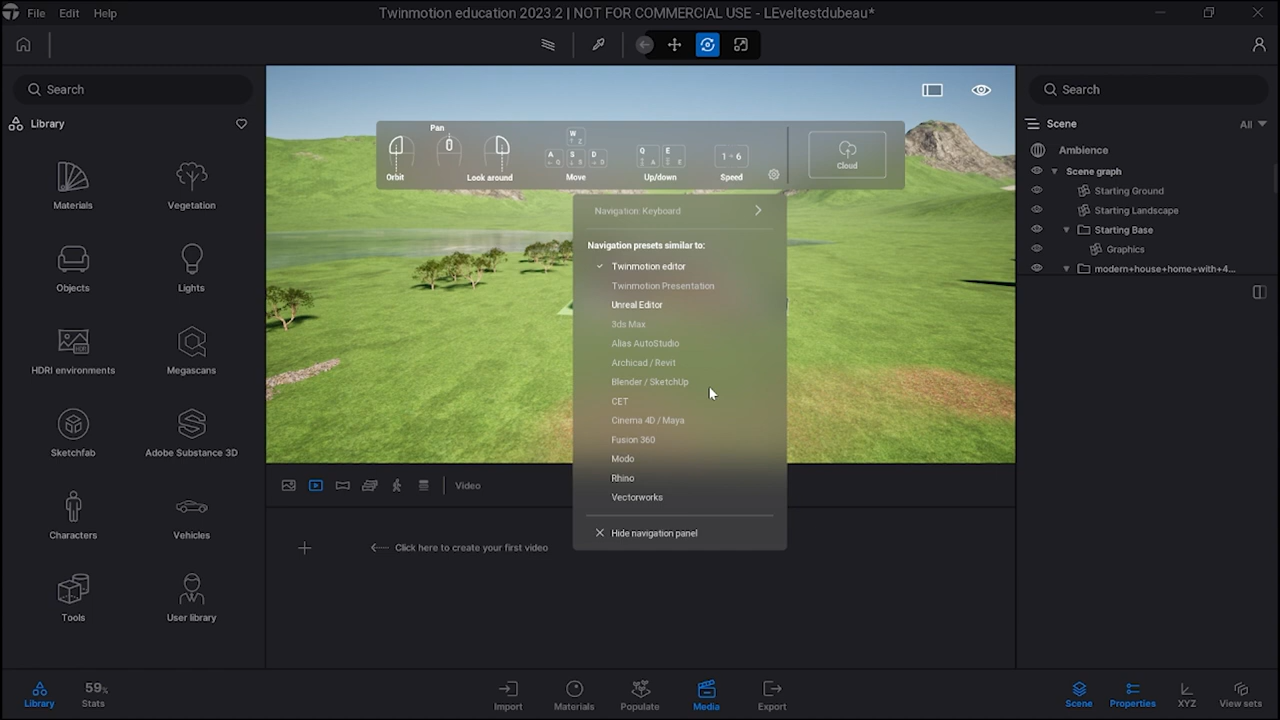 File Edit Help
Twinmotion education 2023.2 | NOT FOR COMMERCIAL USE - LEveltestdubeau*
Search
Library
Materials
Vegetation
Objects
Lights
HDRI environments
Megascans
Sketchfab
Adobe Substance 3D
Characters
Vehicles
Tools
User library
Pan
Orbit
Look around
W
A S D
Move
Q E
Up/down
1 - 6
Speed
Cloud
Navigation: Keyboard
Navigation presets similar to:
Twinmotion editor
Twinmotion Presentation
Unreal Editor
3ds Max
Alias AutoStudio
Archicad / Revit
Blender / SketchUp
CET
Cinema 4D / Maya
Fusion 360
Modo
Rhino
Vectorworks
Hide navigation panel
Video
Click here to create your first video
Search
Scene
All
Ambience
Scene graph
Starting Ground
Starting Landscape
Starting Base
Graphics
modern+house+home+with+4...
Library
59%
Stats
Import
Materials
Populate
Media
Export
Scene
Properties
XYZ
View sets